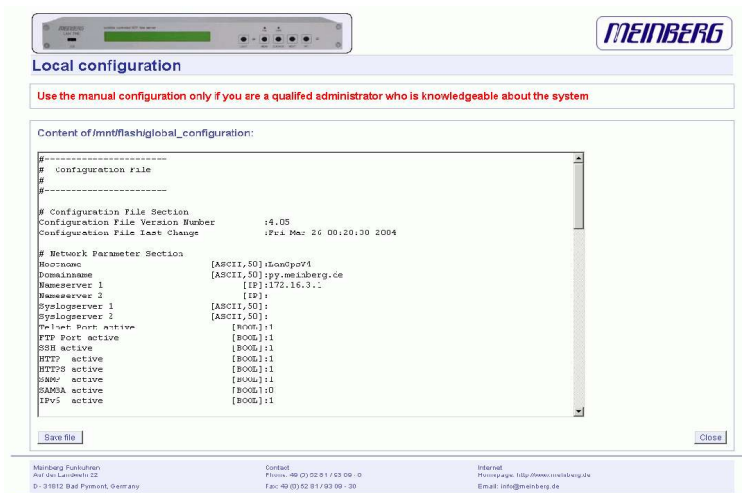 MEINBERG
Local configuration
Use the manual configuration only if you are a qualifed administrator who is knowledgeable about the system
Content of /mnt/flash/global_configuration:
#-----------------------
# Configuration File
#
#-----------------------
# Configuration File Section
Configuration File Version Number :4.05
Configuration File Last Change :Fri Mar 26 00:20:00 2004
# Network Parameter Section
Hostname [ASCII,50]:LanGpsV4
Domainname [ASCII,50]:py.meinberg.de
Nameserver 1 [IP]:172.16.3.1
Nameserver 2 [IP]:
Syslogserver 1 [ASCII,50]:
Syslogserver 2 [ASCII,50]:
Telnet Port active [BOOL]:1
FTP Port active [BOOL]:1
SSH active [BOOL]:1
HTTP active [BOOL]:1
HTTPS active [BOOL]:1
SNMP active [BOOL]:1
SAMBA active [BOOL]:0
IPv6 active [BOOL]:1
Save file
Close
Meinberg Funkuhren
Auf der Landwehr 22
D - 31812 Bad Pyrmont, Germany
Contact
Phone: 49 (0) 52 81 / 93 09 - 0
Fax: 49 (0) 52 81 / 93 09 - 30
Internet
Homepage: http://www.meinberg.de
Email: info@meinberg.de